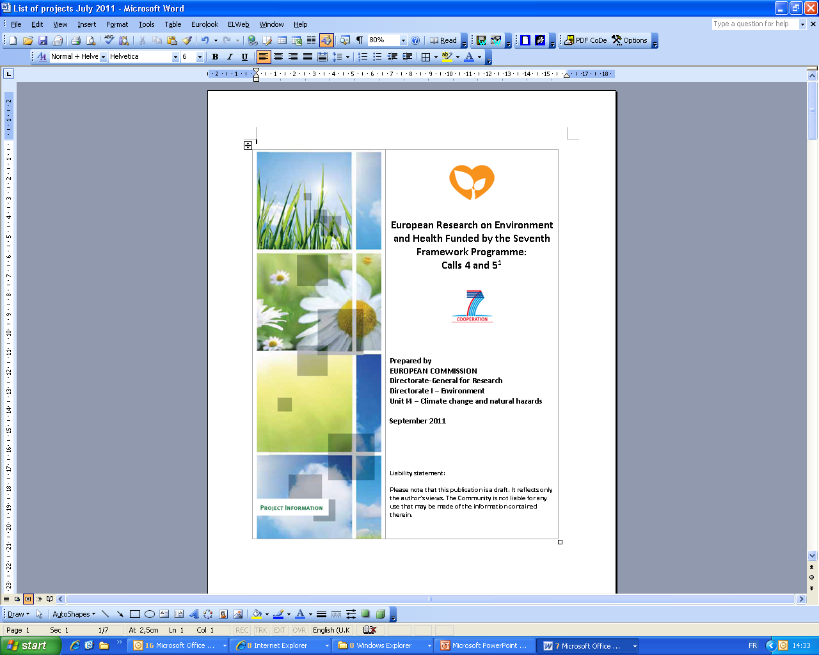 List of projects July 2011 - Microsoft Word
File Edit View Insert Format Tools Table Eurolook ELWeb Window Help
Type a question for help
80% Read PDF CoDe Options
Normal + Helve Helvetica 6 B I U
European Research on Environment
and Health Funded by the Seventh
Framework Programme:
Calls 4 and 5¹
7
COOPERATION
Prepared by
EUROPEAN COMMISSION
Directorate-General for Research
Directorate I – Environment
Unit I4 – Climate change and natural hazards
September 2011
Liability statement:
Please note that this publication is a draft. It reflects only
the author's views. The Community is not liable for any
use that may be made of the information contained
therein.
PROJECT INFORMATION
Draw AutoShapes
Page 1 Sec 1 1/7 At 2,5cm Ln 1 Col 1 REC TRK EXT OVR English (U.K
start 16 Microsoft Office ... 8 Internet Explorer 8 Windows Explorer Microsoft PowerPoint ... 7 Microsoft Office ... FR 14:33